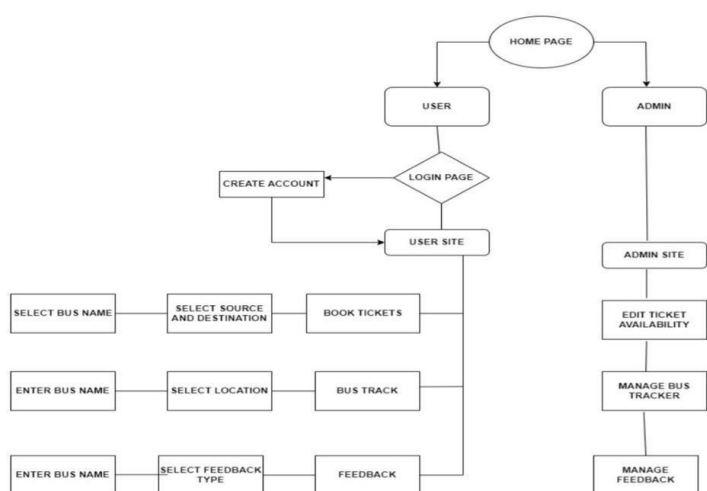 HOME PAGE
USER
ADMIN
LOGIN PAGE
CREATE ACCOUNT
USER SITE
ADMIN SITE
SELECT BUS NAME
SELECT SOURCE
AND DESTINATION
BOOK TICKETS
EDIT TICKET
AVAILABILITY
ENTER BUS NAME
SELECT LOCATION
BUS TRACK
MANAGE BUS
TRACKER
ENTER BUS NAME
SELECT FEEDBACK
TYPE
FEEDBACK
MANAGE
FEEDBACK